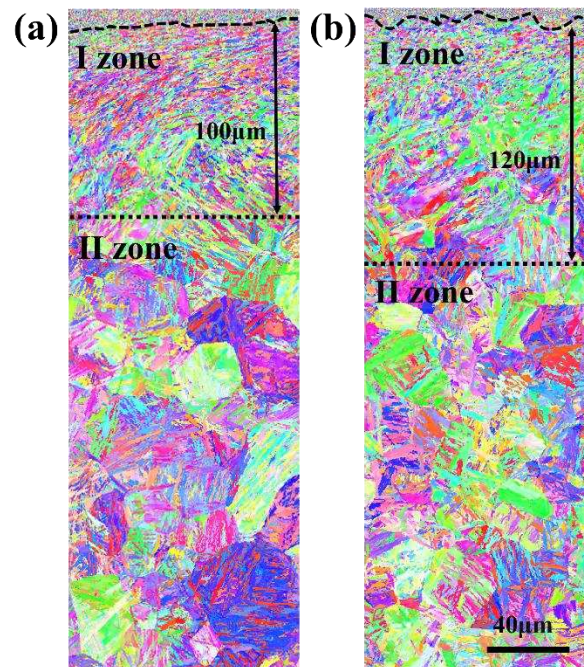 (a)
I zone
100μm
II zone
(b)
I zone
120μm
II zone
40μm